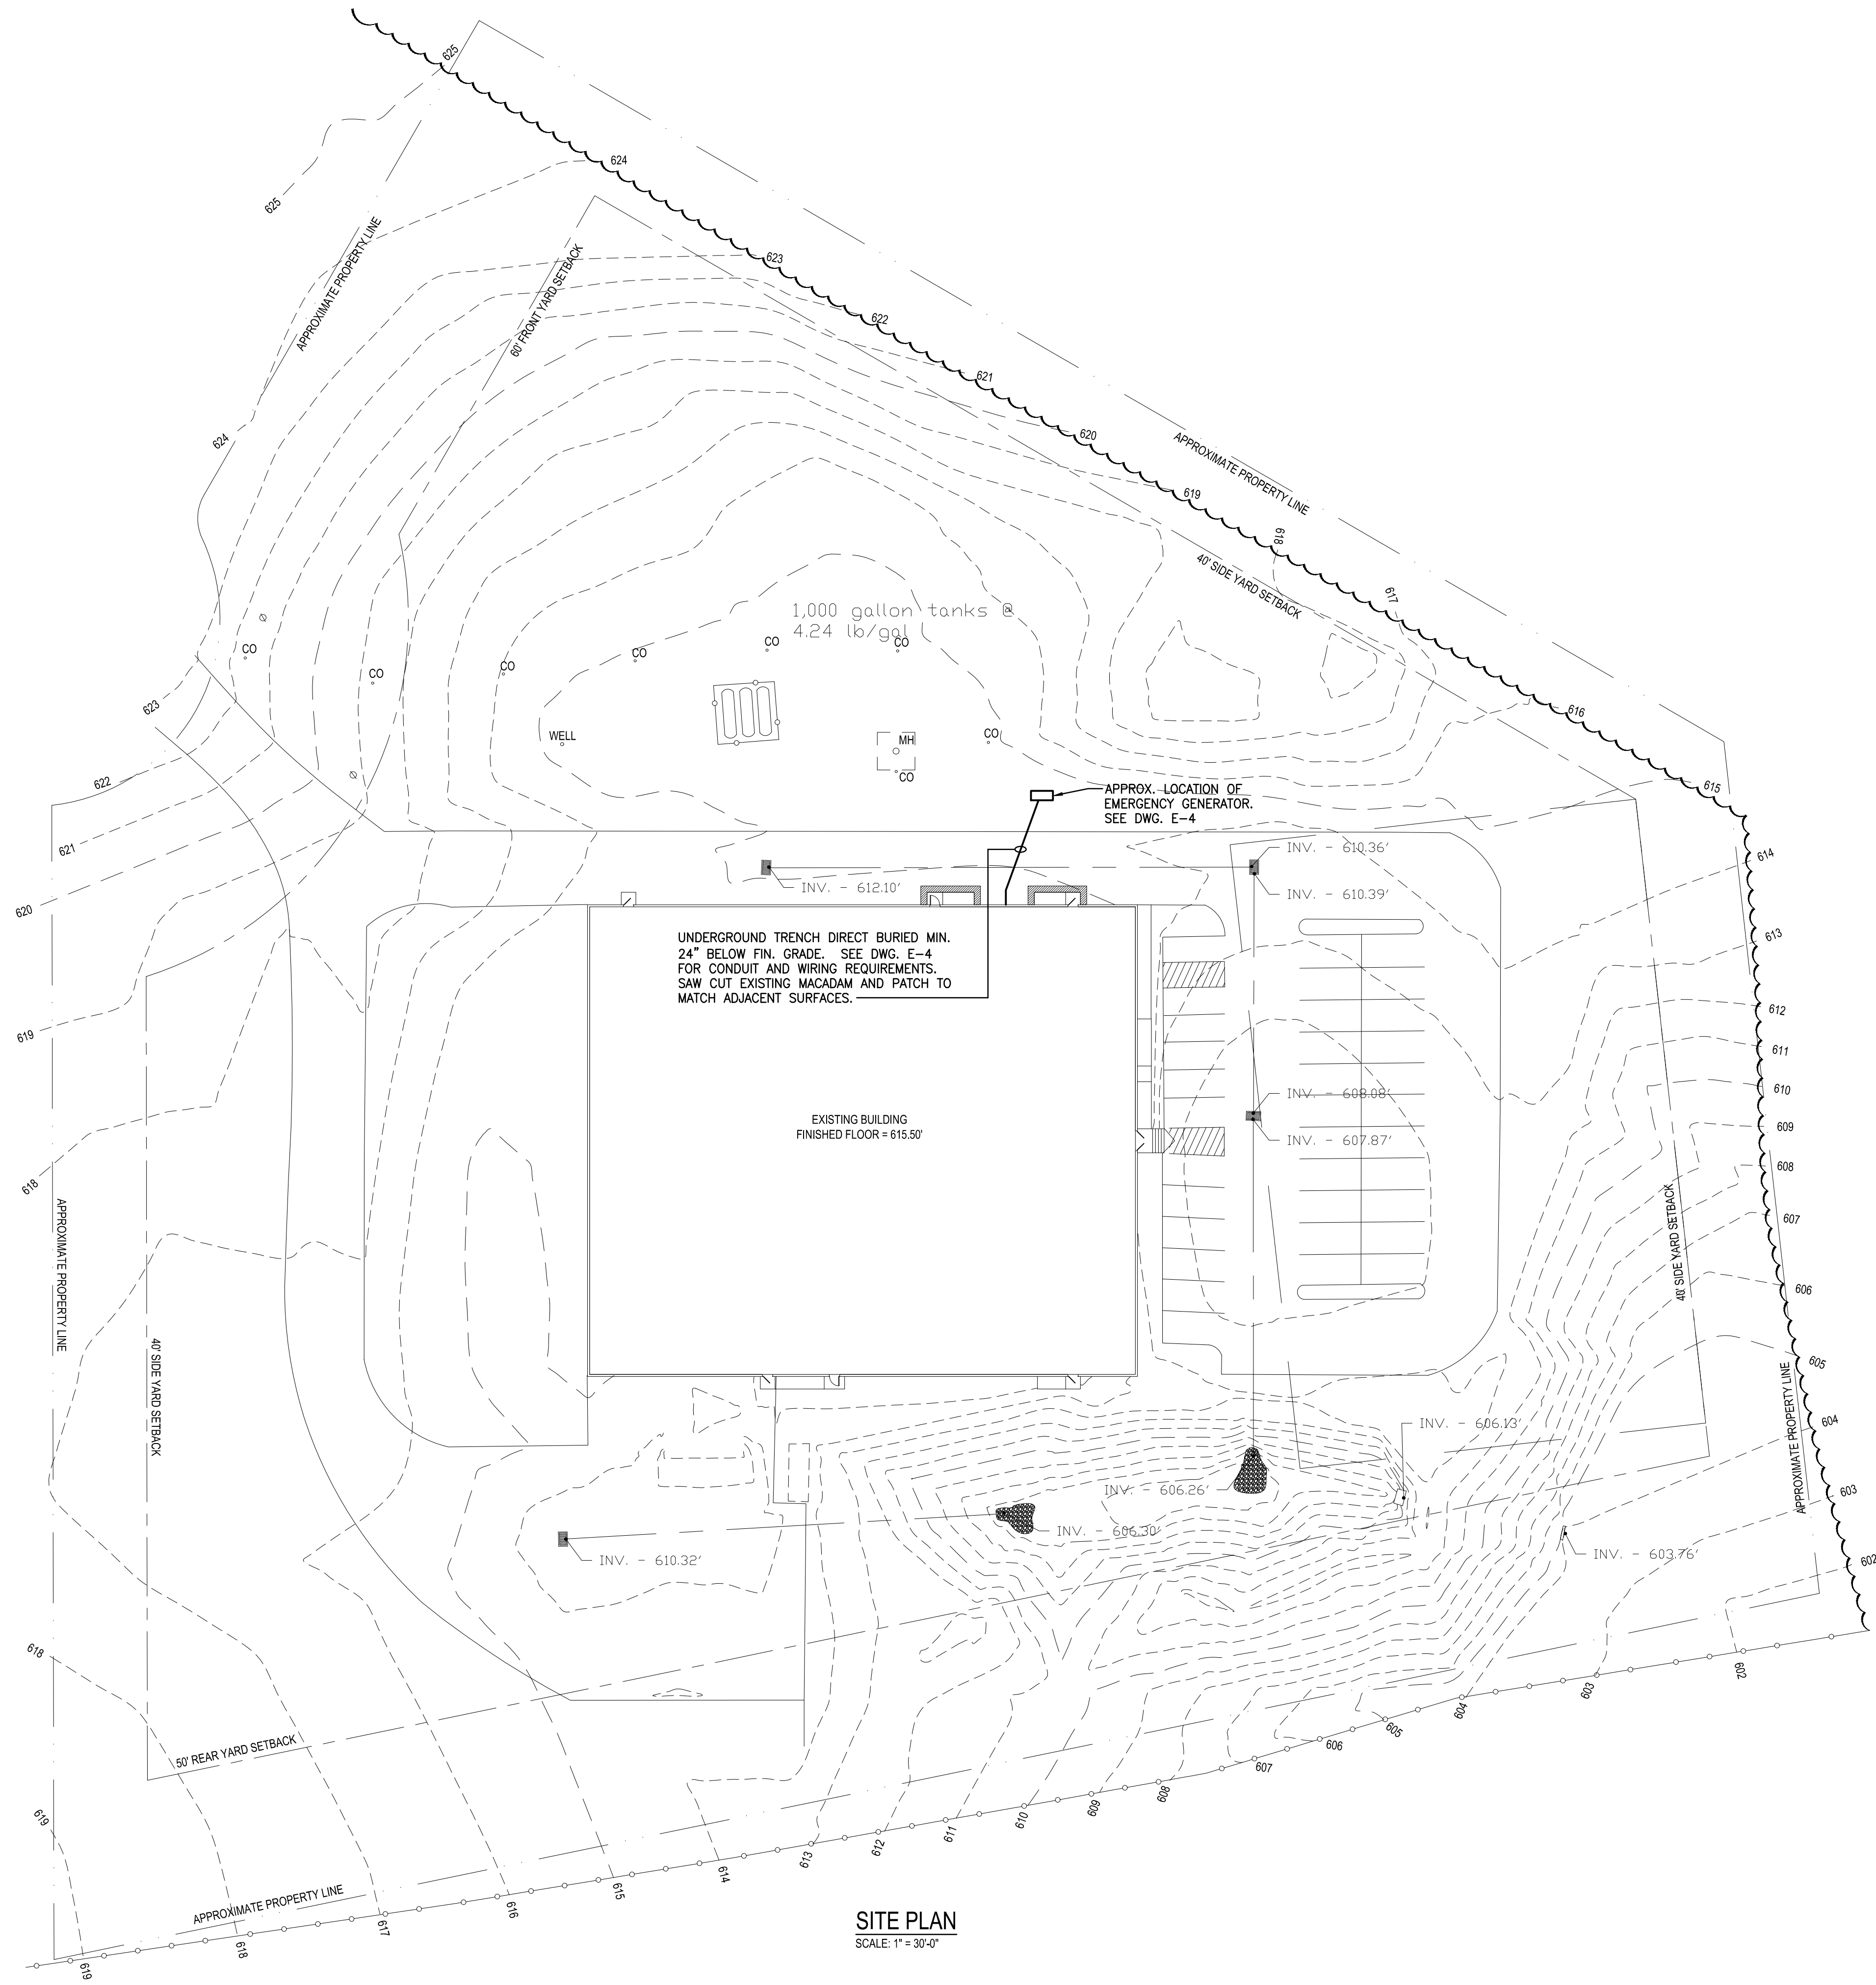 625
624
625
APPROXIMATE PROPERTY LINE
60' FRONT YARD SETBACK
623
622
621
624
620
APPROXIMATE PROPERTY LINE
619
618
40' SIDE YARD SETBACK
617
1,000 gallon tanks @
4.24 lb/gal
CO
CO
CO
CO
CO
CO
CO
WELL
MH
CO
623
622
616
615
APPROX. LOCATION OF
EMERGENCY GENERATOR.
SEE DWG. E-4
621
INV. - 610.36'
614
INV. - 612.10'
INV. - 610.39'
620
613
UNDERGROUND TRENCH DIRECT BURIED MIN.
24" BELOW FIN. GRADE. SEE DWG. E-4
FOR CONDUIT AND WIRING REQUIREMENTS.
SAW CUT EXISTING MACADAM AND PATCH TO
MATCH ADJACENT SURFACES.
612
619
611
610
INV. - 608.08'
EXISTING BUILDING
FINISHED FLOOR = 615.50'
609
INV. - 607.87'
608
618
607
APPROXIMATE PROPERTY LINE
40' SIDE YARD SETBACK
606
605
40' SIDE YARD SETBACK
APPROXIMATE PROPERTY LINE
604
INV. - 606.13'
INV. - 606.26'
603
INV. - 606.30'
INV. - 610.32'
INV. - 603.76'
602
618
602
603
604
605
606
50' REAR YARD SETBACK
607
608
609
610
611
612
613
614
615
619
APPROXIMATE PROPERTY LINE
616
617
618
619
SITE PLAN
SCALE: 1" = 30'-0"